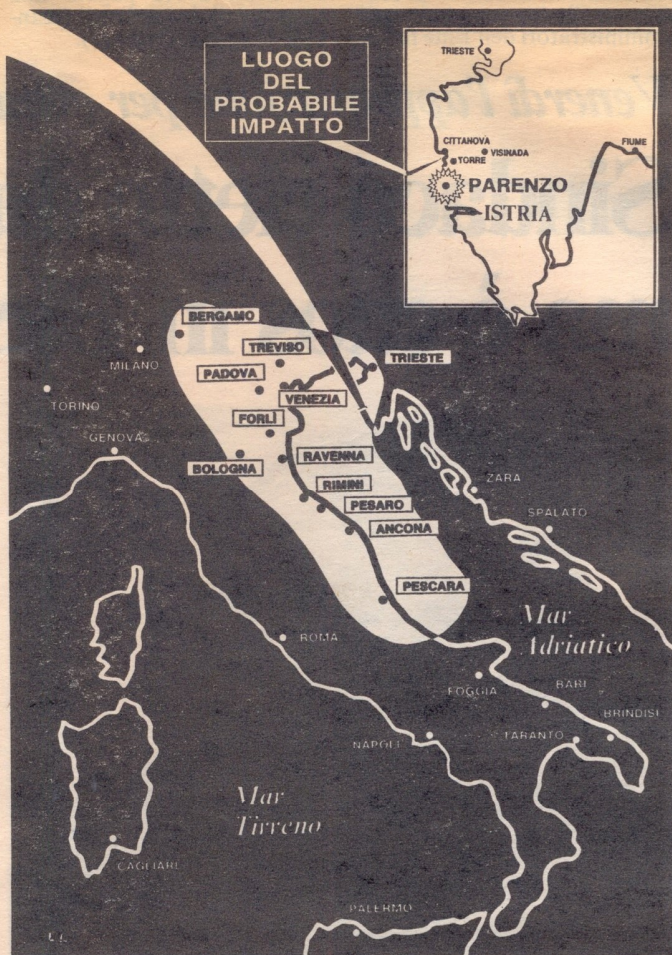 LUOGO
DEL
PROBABILE
IMPATTO
TRIESTE
CITTANOVA
VISINADA
TORRE
FIUME
PARENZO
ISTRIA
BERGAMO
MILANO
TREVISO
TRIESTE
PADOVA
TORINO
VENEZIA
FORLÌ
GENOVA
RAVENNA
BOLOGNA
RIMINI
ZARA
PESARO
SPALATO
ANCONA
PESCARA
Mar
Adriatico
ROMA
FOGGIA
BARI
BRINDISI
NAPOLI
TARANTO
Mar
Tirreno
CAGLIARI
PALERMO